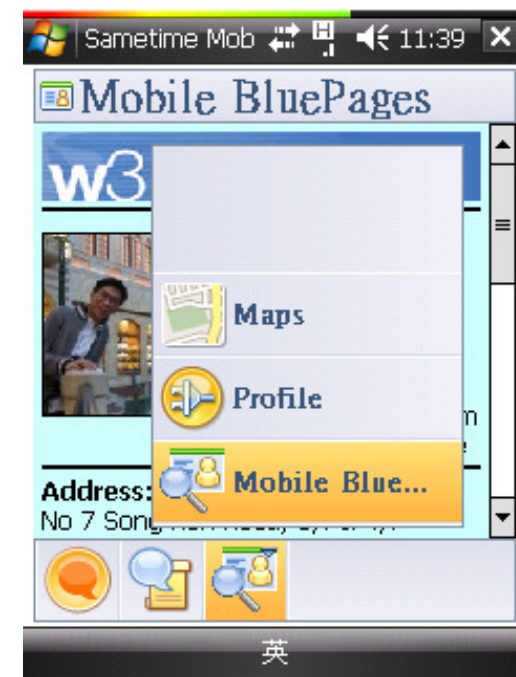 Sametime Mob 11:39
Mobile BluePages
w3
Maps
Profile
m
Mobile Blue...
Address:
No 7 Song
英